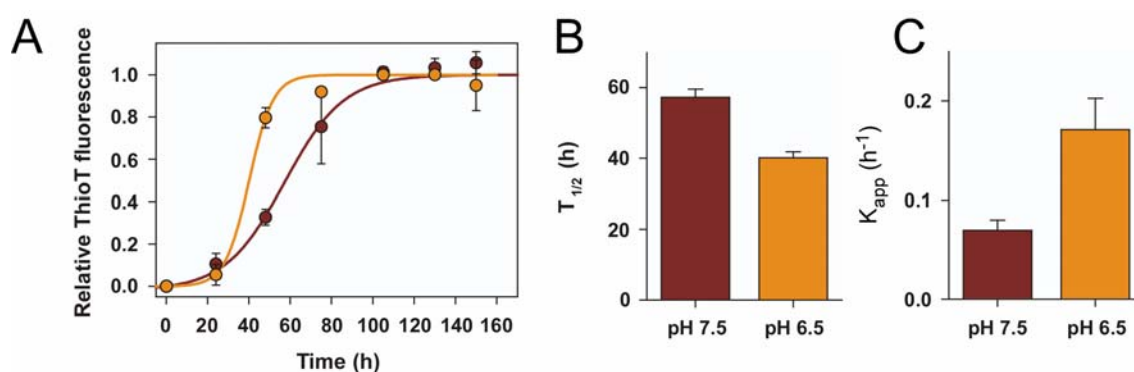 A
Relative ThioT fluorescence
1.0
0.8
0.6
0.4
0.2
0.0
0 20 40 60 80 100 120 140 160
Time (h)
B
T1/2 (h)
60
40
20
0
pH 7.5 pH 6.5
C
Kapp (h-1)
0.2
0.1
0.0
pH 7.5 pH 6.5